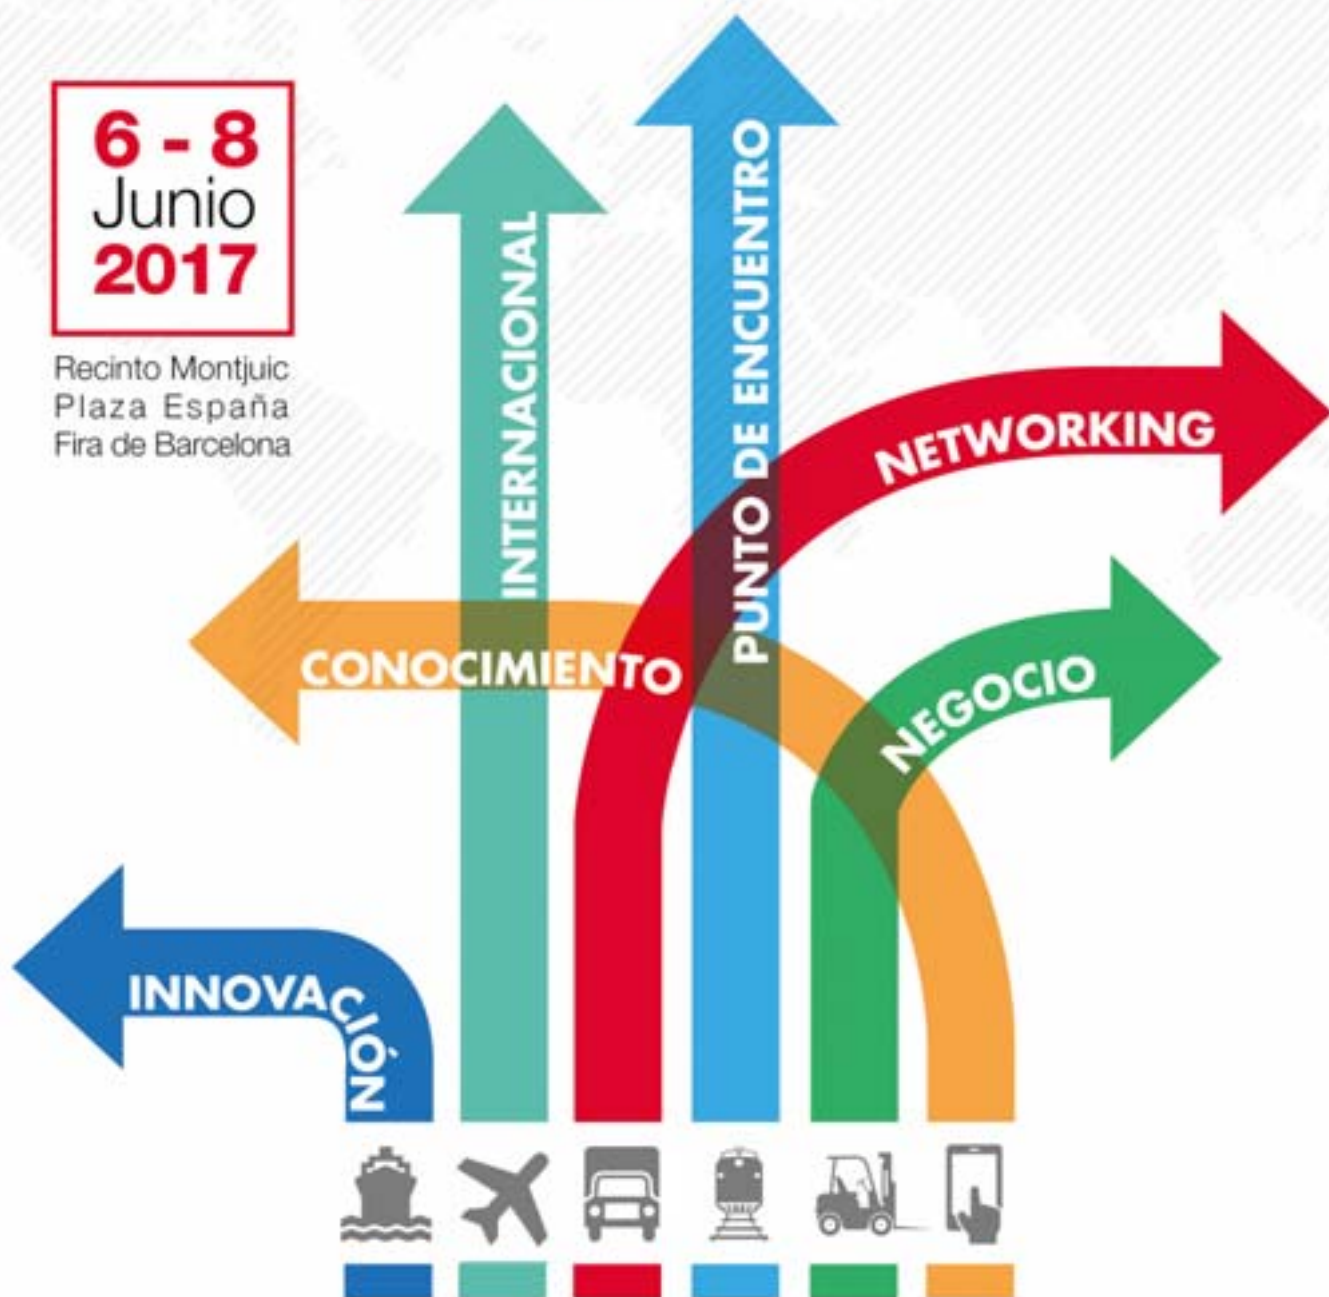 6 - 8
Junio
2017
Recinto Montjuic
Plaza España
Fira de Barcelona
INTERNACIONAL
PUNTO DE ENCUENTRO
NETWORKING
CONOCIMIENTO
NEGOCIO
INNOVACIÓN